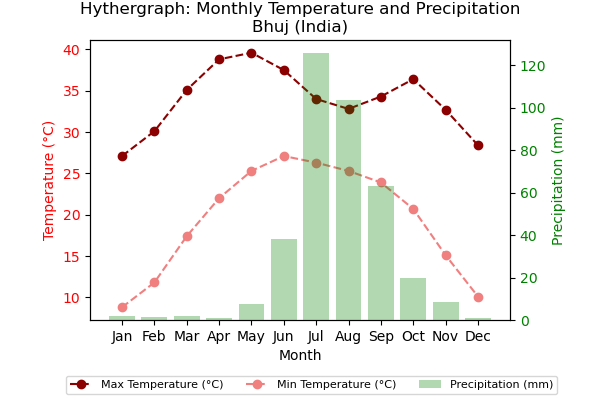 Hythergraph: Monthly Temperature and Precipitation
Bhuj (India)
40
35
30
25
20
15
10
Temperature (°C)
120
100
80
60
40
20
0
Precipitation (mm)
Jan Feb Mar Apr May Jun Jul Aug Sep Oct Nov Dec
Month
Max Temperature (°C) Min Temperature (°C) Precipitation (mm)